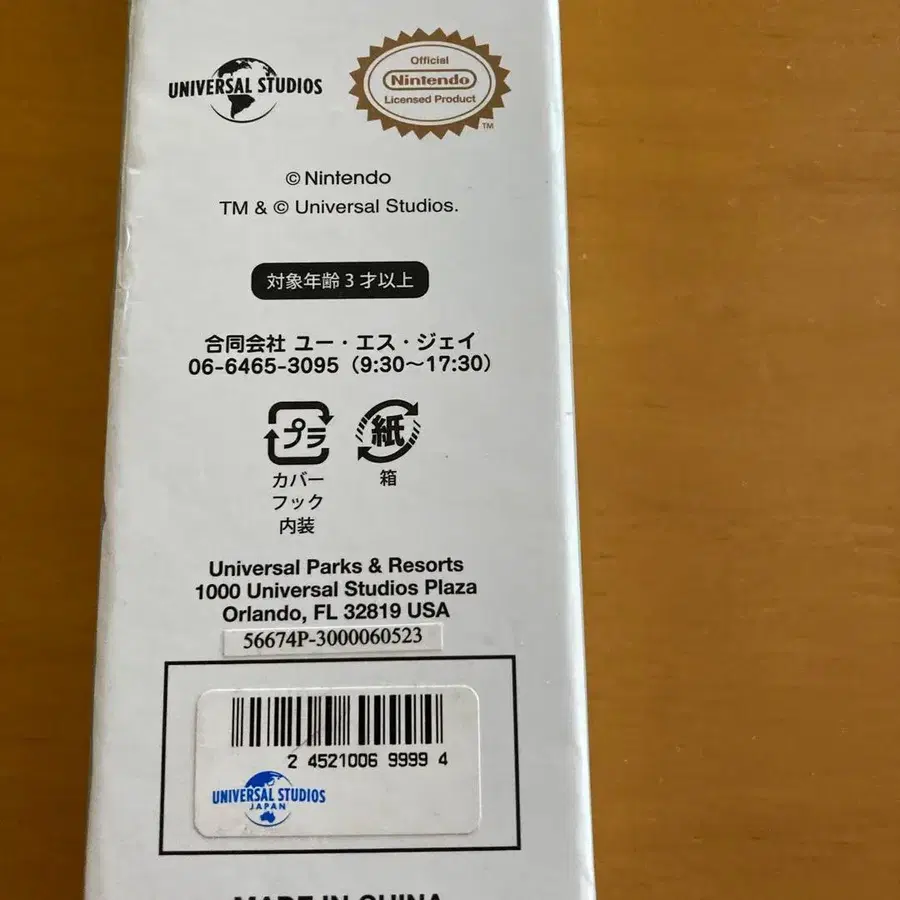 UNIVERSAL STUDIOS
Official
Nintendo
Licensed Product
TM
© Nintendo
TM & © Universal Studios.
対象年齢3才以上
合同会社 ユー・エス・ジェイ
06-6465-3095（9:30～17:30）
プラ 紙
カバー 箱
フック
内装
Universal Parks & Resorts
1000 Universal Studios Plaza
Orlando, FL 32819 USA
56674P-3000060523
2 4521006 9999 4
UNIVERSAL STUDIOS
JAPAN
MADE IN CHINA